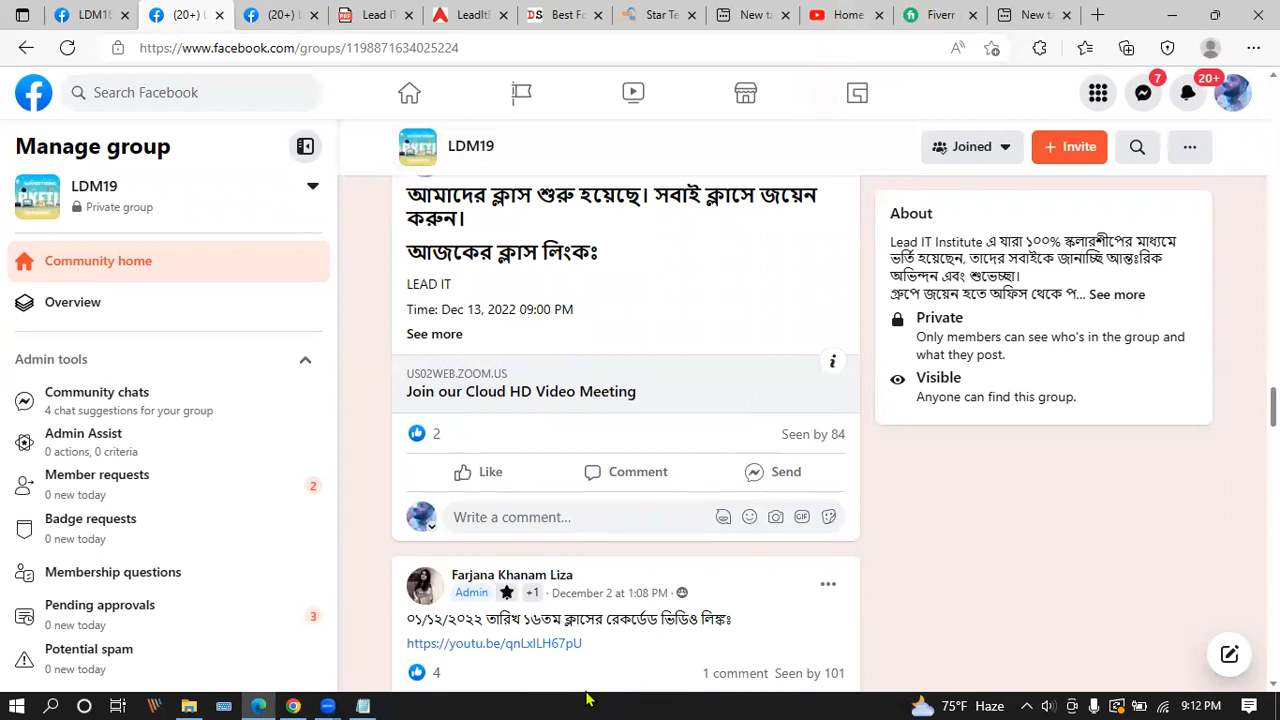 LDM19
(20+) L
(20+) L
Lead IT
LeadItB
Best Fo
Star Te
New ta
Home
Fiverr
New ta
https://www.facebook.com/groups/1198871634025224
Search Facebook
7
20+
Manage group
LDM19
Private group
Community home
Overview
Admin tools
Community chats
4 chat suggestions for your group
Admin Assist
0 actions, 0 criteria
Member requests
0 new today
2
Badge requests
0 new today
Membership questions
Pending approvals
0 new today
3
Potential spam
0 new today
LDM19
Joined
+ Invite
আমাদের ক্লাস শুরু হয়েছে। সবাই ক্লাসে জয়েন
করুন।
আজকের ক্লাস লিংকঃ
LEAD IT
Time: Dec 13, 2022 09:00 PM
See more
US02WEB.ZOOM.US
Join our Cloud HD Video Meeting
2
Seen by 84
Like
Comment
Send
Write a comment...
GIF
Farjana Khanam Liza
Admin +1 · December 2 at 1:08 PM ·
০১/১২/২০২২ তারিখ ১৬তম ক্লাসের রেকর্ডেড ভিডিও লিঙ্কঃ
https://youtu.be/qnLxlLH67pU
4
1 comment Seen by 101
About
Lead IT Institute এ যারা ১০০% স্কলারশীপের মাধ্যমে
ভর্তি হয়েছেন, তাদের সবাইকে জানাচ্ছি আন্তঃরিক
অভিন্দন এবং শুভেচ্ছা।
গ্রুপে জয়েন হতে অফিস থেকে প... See more
Private
Only members can see who's in the group and
what they post.
Visible
Anyone can find this group.
75°F Haze
9:12 PM